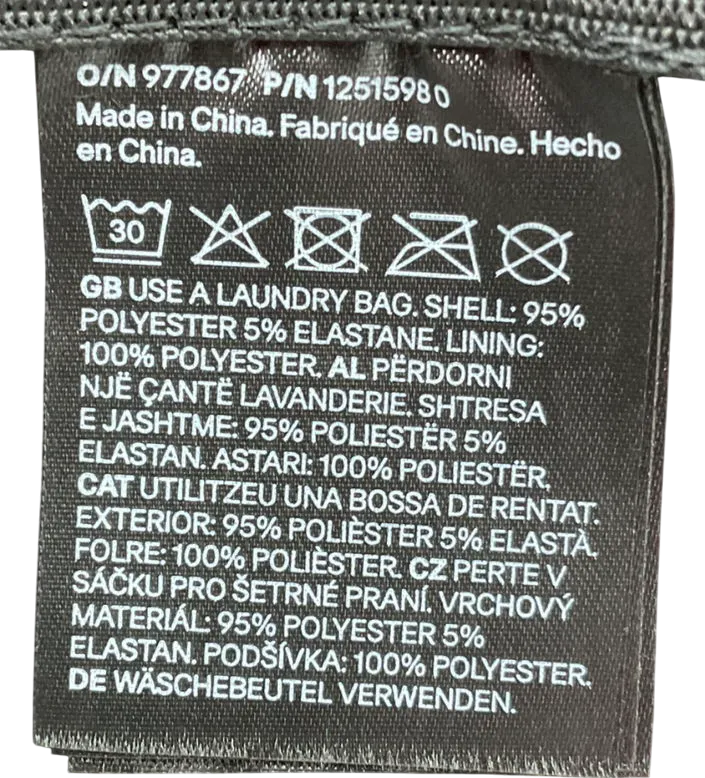 O/N 977867 P/N 12515980
Made in China. Fabriqué en Chine. Hecho
en China.
30
GB USE A LAUNDRY BAG. SHELL: 95%
POLYESTER 5% ELASTANE. LINING:
100% POLYESTER. AL PËRDORNI
NJË ÇANTË LAVANDERIE. SHTRESA
E JASHTME: 95% POLIESTËR 5%
ELASTAN. ASTARI: 100% POLIESTËR.
CAT UTILITZEU UNA BOSSA DE RENTAT.
EXTERIOR: 95% POLIÈSTER 5% ELASTÀ.
FOLRE: 100% POLIÈSTER. CZ PERTE V
SÁČKU PRO ŠETRNÉ PRANÍ. VRCHOVÝ
MATERIÁL: 95% POLYESTER 5%
ELASTAN. PODŠÍVKA: 100% POLYESTER.
DE WÄSCHEBEUTEL VERWENDEN.